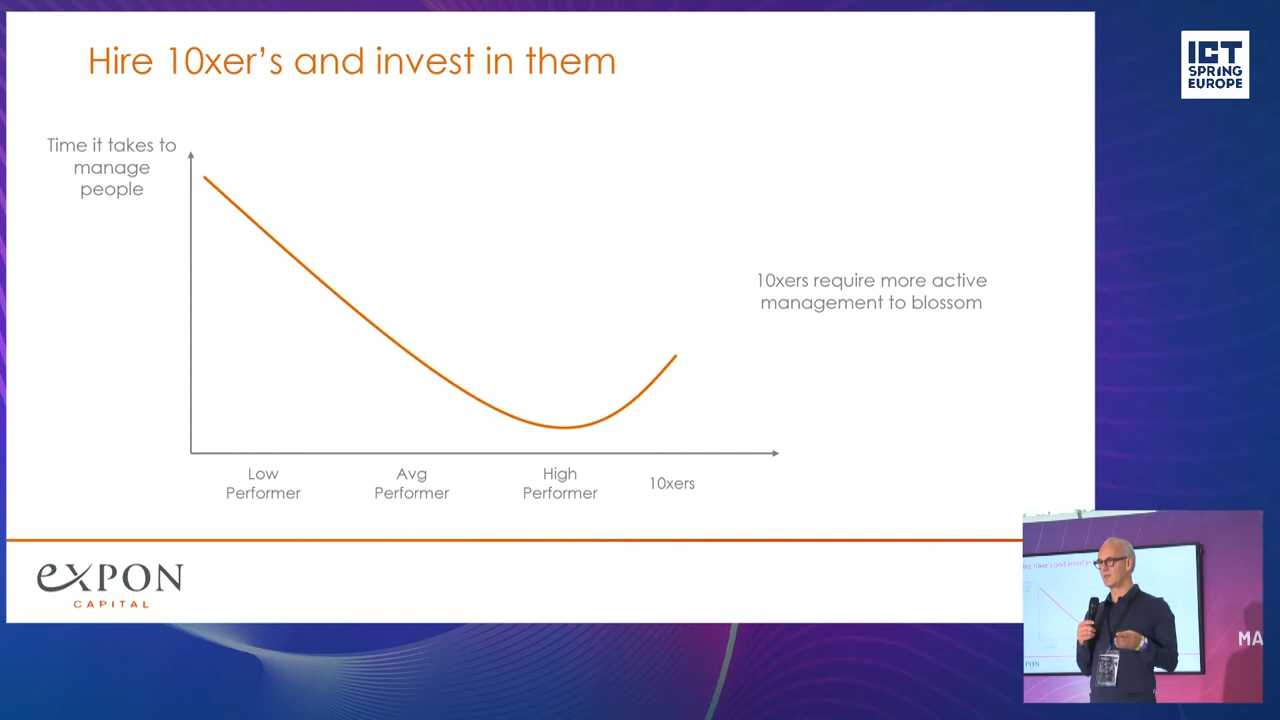 Hire 10xer's and invest in them
ICT
SPRING
EUROPE
Time it takes to
manage
people
10xers require more active
management to blossom
Low
Performer
Avg
Performer
High
Performer
10xers
exPON
CAPITAL
MA